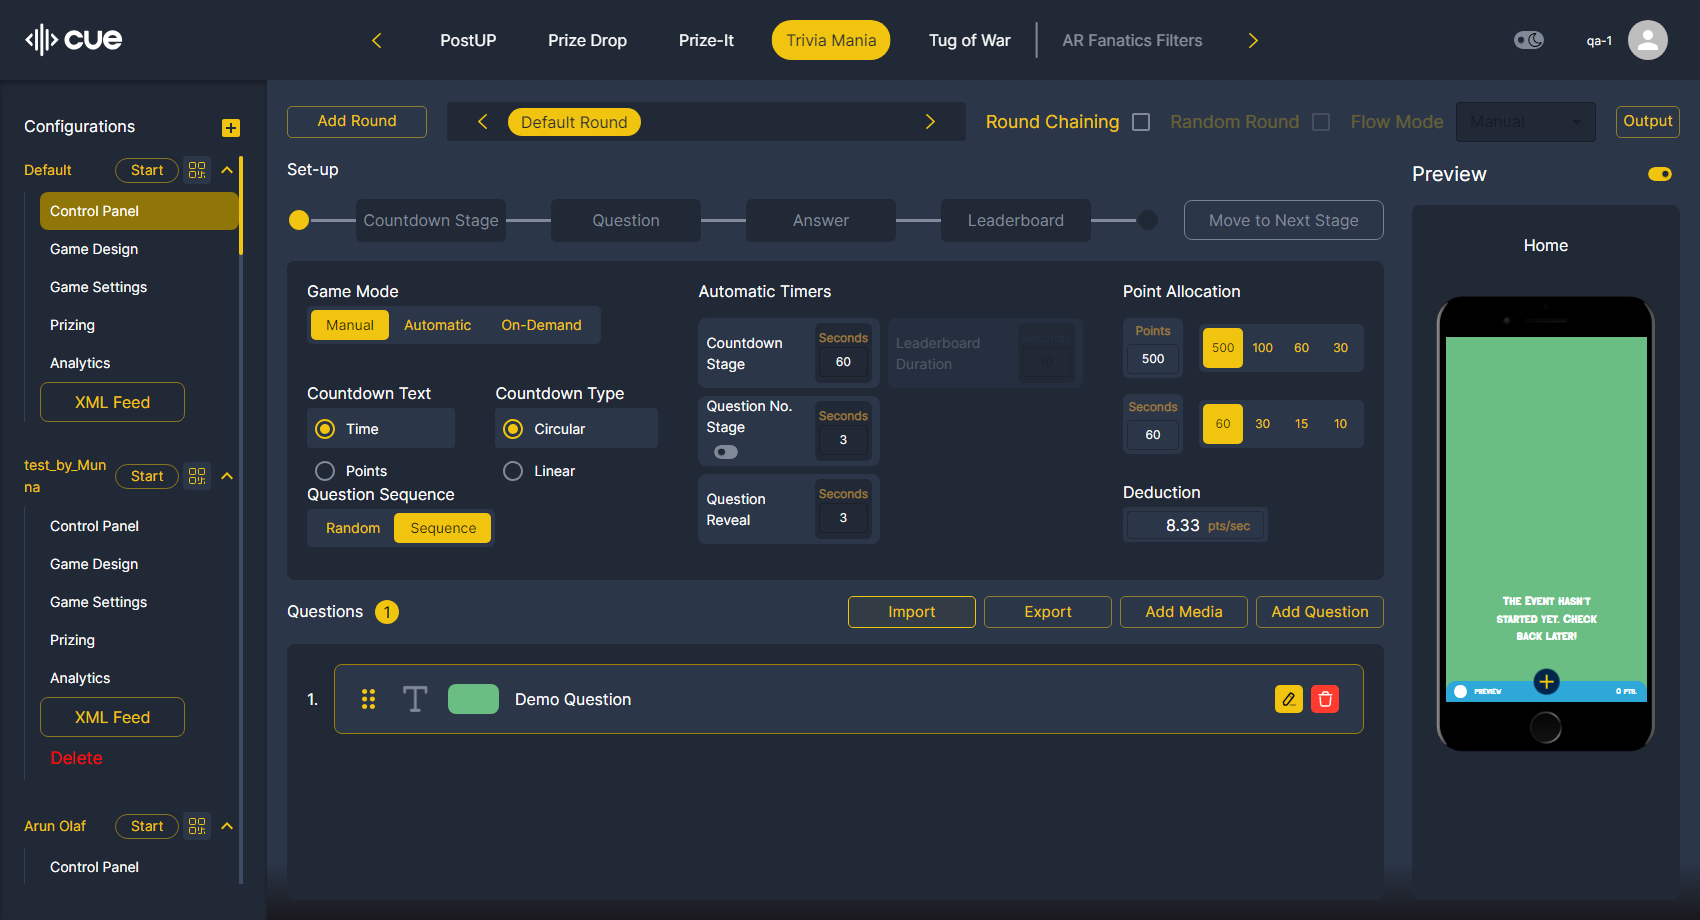 cue
PostUP
Prize Drop
Prize-It
Trivia Mania
Tug of War
AR Fanatics Filters
qa-1
Configurations
Default
Start
Control Panel
Game Design
Game Settings
Prizing
Analytics
XML Feed
test_by_Mun
na
Start
Control Panel
Game Design
Game Settings
Prizing
Analytics
XML Feed
Delete
Arun Olaf
Start
Control Panel
Add Round
Default Round
Round Chaining
Random Round
Flow Mode
Manual
Output
Set-up
Countdown Stage
Question
Answer
Leaderboard
Move to Next Stage
Game Mode
Manual
Automatic
On-Demand
Countdown Text
Time
Points
Countdown Type
Circular
Linear
Question Sequence
Random
Sequence
Automatic Timers
Countdown
Stage
Seconds
60
Leaderboard
Duration
Seconds
10
Question No.
Stage
Seconds
3
Question
Reveal
Seconds
3
Point Allocation
Points
500
500
100
60
30
Seconds
60
60
30
15
10
Deduction
8.33 pts/sec
Questions 1
Import
Export
Add Media
Add Question
1.
T
Demo Question
Preview
Home
The Event hasn't
started yet. Check
back later!
PREVIEW
0 PTS.